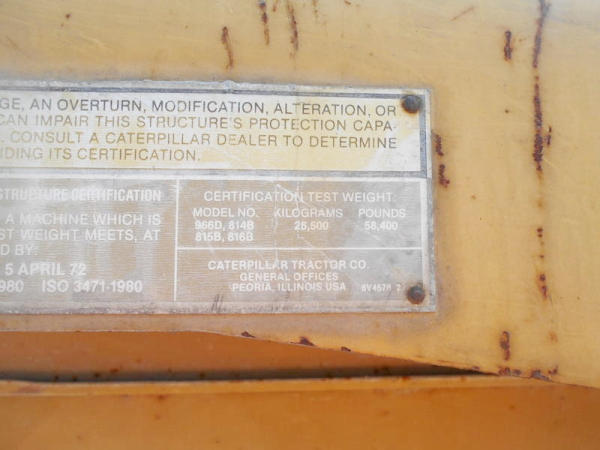 GE, AN OVERTURN, MODIFICATION, ALTERATION, OR
CAN IMPAIR THIS STRUCTURE'S PROTECTION CAPA-
. CONSULT A CATERPILLAR DEALER TO DETERMINE
DING ITS CERTIFICATION.
STRUCTURE CERTIFICATION
A MACHINE WHICH IS
ST WEIGHT MEETS, AT
D BY:
5 APRIL 72
980 ISO 3471-1980
CERTIFICATION TEST WEIGHT:
MODEL NO. KILOGRAMS POUNDS
966D, 814B 26,500 58,400
815B, 816B
CATERPILLAR TRACTOR CO.
GENERAL OFFICES
PEORIA, ILLINOIS USA